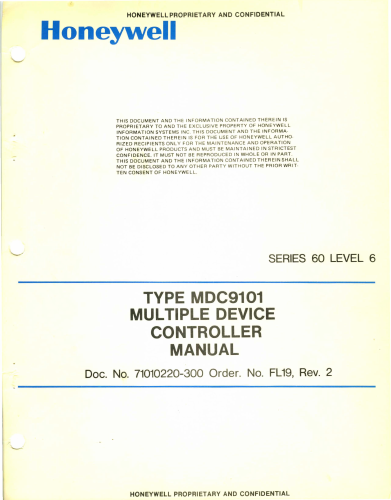 HONEYWELL PROPRIETARY AND CONFIDENTIAL
Honeywell
THIS DOCUMENT AND THE INFORMATION CONTAINED THEREIN IS
PROPRIETARY TO AND THE EXCLUSIVE PROPERTY OF HONEYWELL
INFORMATION SYSTEMS INC. THIS DOCUMENT AND THE INFORMA-
TION CONTAINED THEREIN IS FOR THE USE OF HONEYWELL AUTHO-
RIZED RECIPIENTS ONLY FOR THE MAINTENANCE AND OPERATION
OF HONEYWELL PRODUCTS AND MUST BE MAINTAINED IN STRICTEST
CONFIDENCE. IT MUST NOT BE REPRODUCED IN WHOLE OR IN PART.
THIS DOCUMENT AND THE INFORMATION CONTAINED THEREIN SHALL
NOT BE DISCLOSED TO ANY OTHER PARTY WITHOUT THE PRIOR WRIT-
TEN CONSENT OF HONEYWELL.
SERIES 60 LEVEL 6
TYPE MDC9101
MULTIPLE DEVICE
CONTROLLER
MANUAL
Doc. No. 71010220-300 Order. No. FL19, Rev. 2
HONEYWELL PROPRIETARY AND CONFIDENTIAL